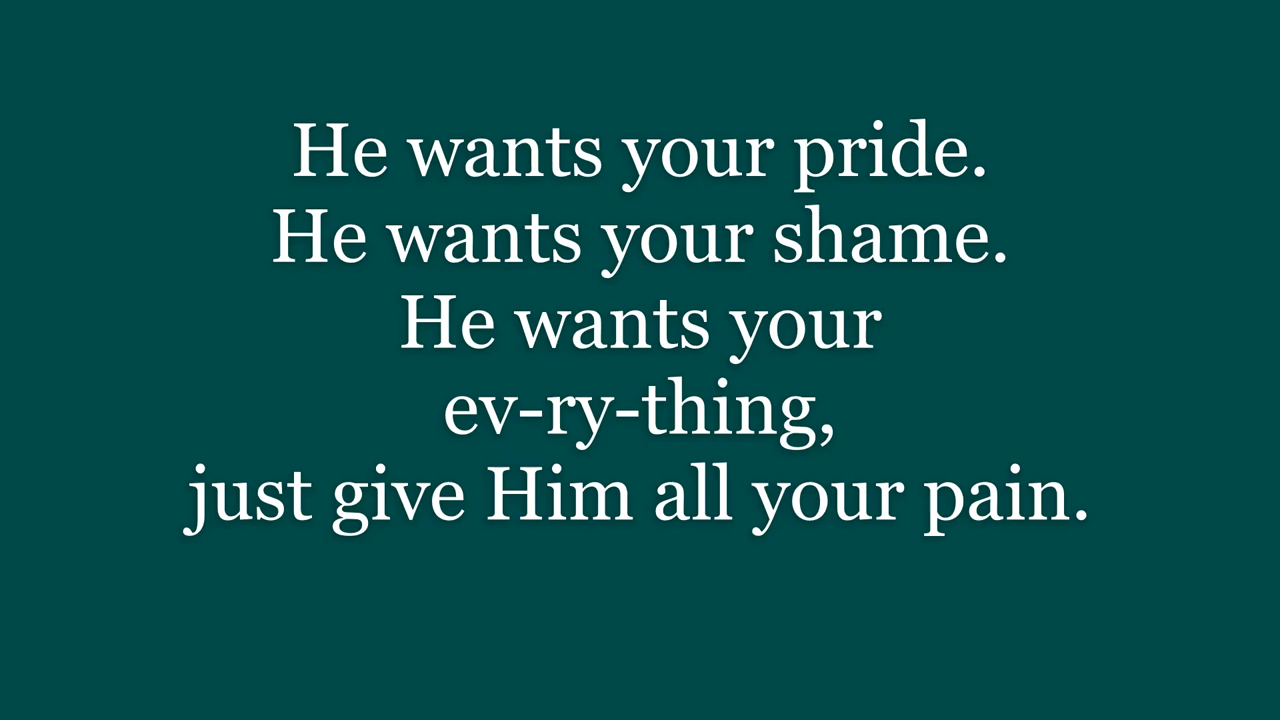 He wants your pride.
He wants your shame.
He wants your
ev-ry-thing,
just give Him all your pain.